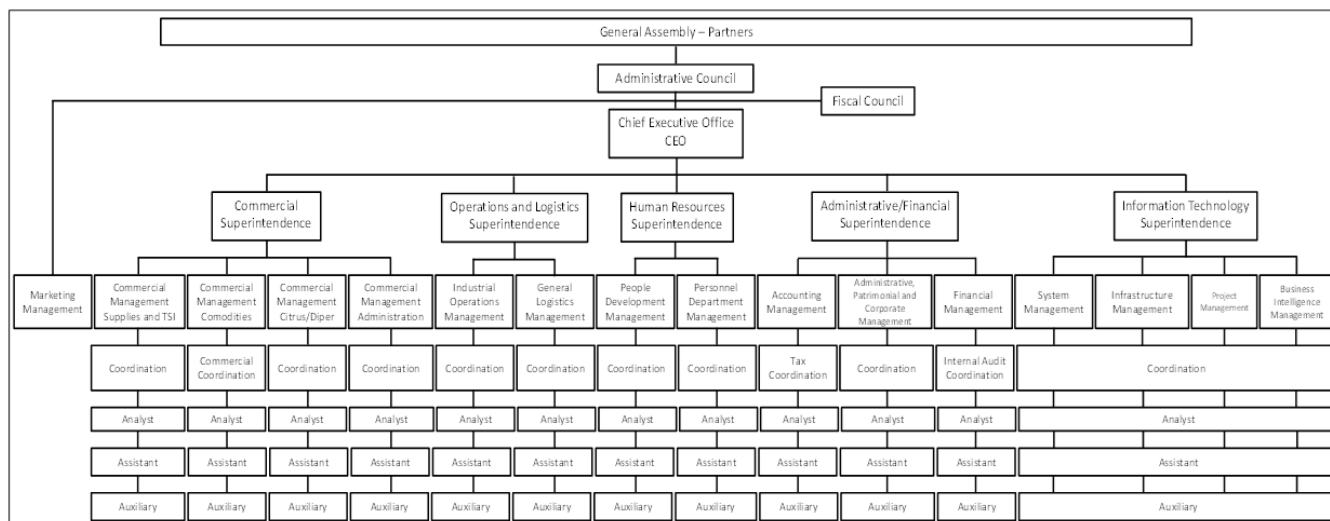 General Assembly – Partners
Administrative Council
Fiscal Council
Chief Executive Office
CEO
Commercial
Superintendence
Operations and Logistics
Superintendence
Human Resources
Superintendence
Administrative/Financial
Superintendence
Information Technology
Superintendence
Marketing
Management
Commercial
Management
Supplies and TSI
Commercial
Management
Comodities
Commercial
Management
Citrus/Diper
Commercial
Management
Administration
Industrial
Operations
Management
General
Logistics
Management
People
Development
Management
Personnel
Department
Management
Accounting
Management
Administrative,
Patrimonial and
Corporate
Management
Financial
Management
System
Management
Infrastructure
Management
Project
Management
Business
Intelligence
Management
Coordination
Commercial
Coordination
Coordination
Coordination
Coordination
Coordination
Coordination
Coordination
Tax
Coordination
Coordination
Internal Audit
Coordination
Coordination
Analyst
Analyst
Analyst
Analyst
Analyst
Analyst
Analyst
Analyst
Analyst
Analyst
Analyst
Analyst
Assistant
Assistant
Assistant
Assistant
Assistant
Assistant
Assistant
Assistant
Assistant
Assistant
Assistant
Assistant
Auxiliary
Auxiliary
Auxiliary
Auxiliary
Auxiliary
Auxiliary
Auxiliary
Auxiliary
Auxiliary
Auxiliary
Auxiliary
Auxiliary